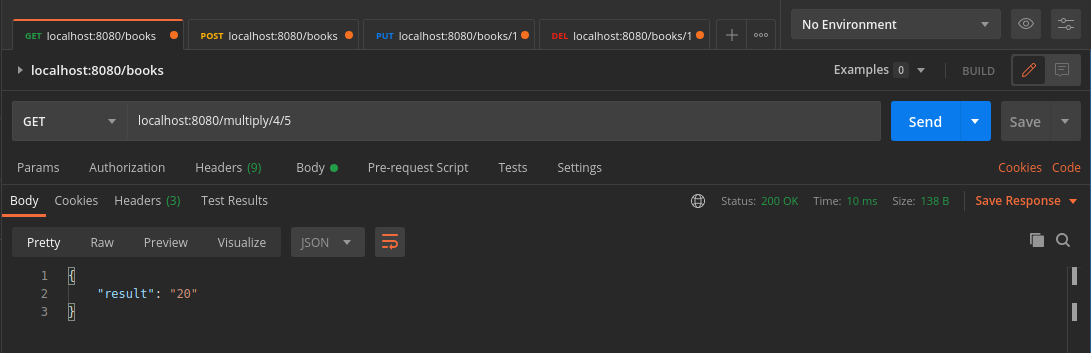 GET localhost:8080/books POST localhost:8080/books PUT localhost:8080/books/1 DEL localhost:8080/books/1 No Environment
localhost:8080/books Examples 0 BUILD
GET localhost:8080/multiply/4/5 Send Save
Params Authorization Headers (9) Body Pre-request Script Tests Settings Cookies Code
Body Cookies Headers (3) Test Results Status: 200 OK Time: 10 ms Size: 138 B Save Response
Pretty Raw Preview Visualize JSON
1 {
2 "result": "20"
3 }